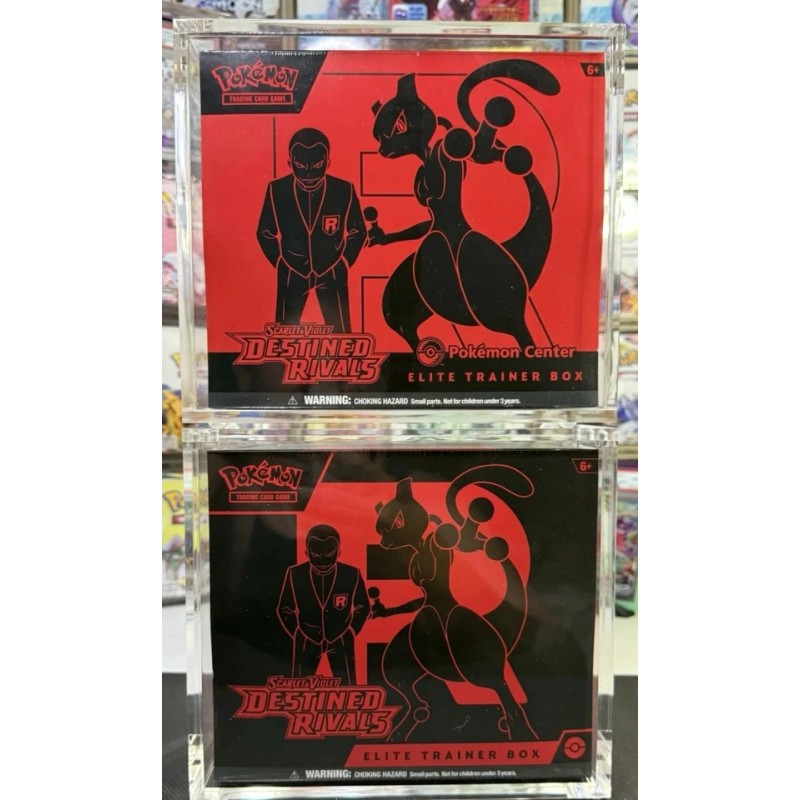 POKéMON
TRADING CARD GAME
6+
R
SCARLET & VIOLET
DESTINED
RIVALS
Pokémon Center
ELITE TRAINER BOX
WARNING: CHOKING HAZARD Small parts. Not for children under 3 years.
POKéMON
TRADING CARD GAME
6+
R
SCARLET & VIOLET
DESTINED
RIVALS
ELITE TRAINER BOX
WARNING: CHOKING HAZARD Small parts. Not for children under 3 years.